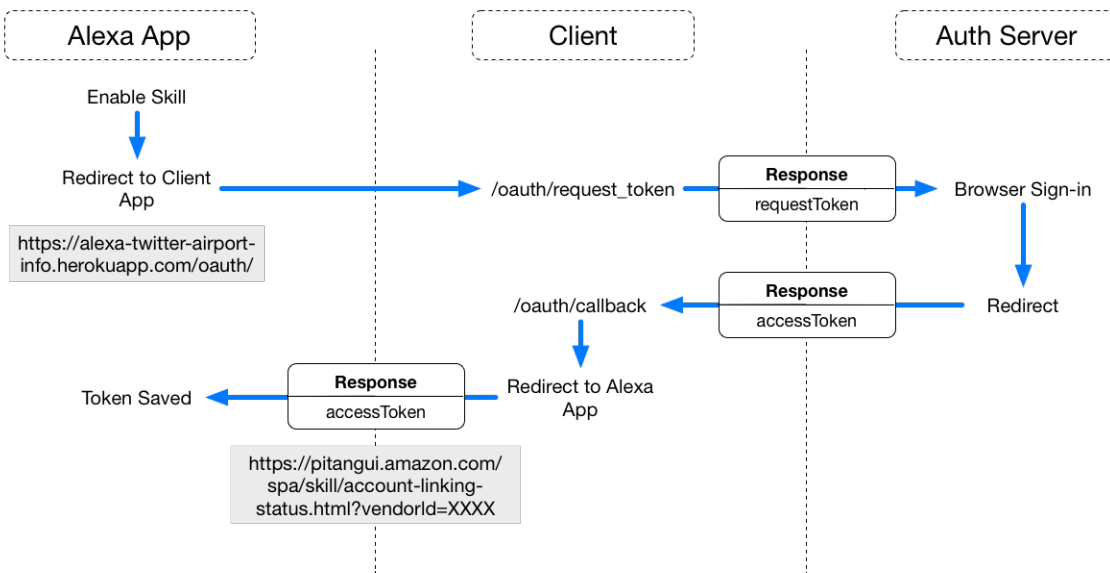 Alexa App
Client
Auth Server
Enable Skill
Redirect to Client
App
https://alexa-twitter-airport-
info.herokuapp.com/oauth/
/oauth/request_token
Response
requestToken
Browser Sign-in
Redirect
Response
accessToken
/oauth/callback
Redirect to Alexa
App
Response
accessToken
Token Saved
https://pitangui.amazon.com/
spa/skill/account-linking-
status.html?vendorId=XXXX